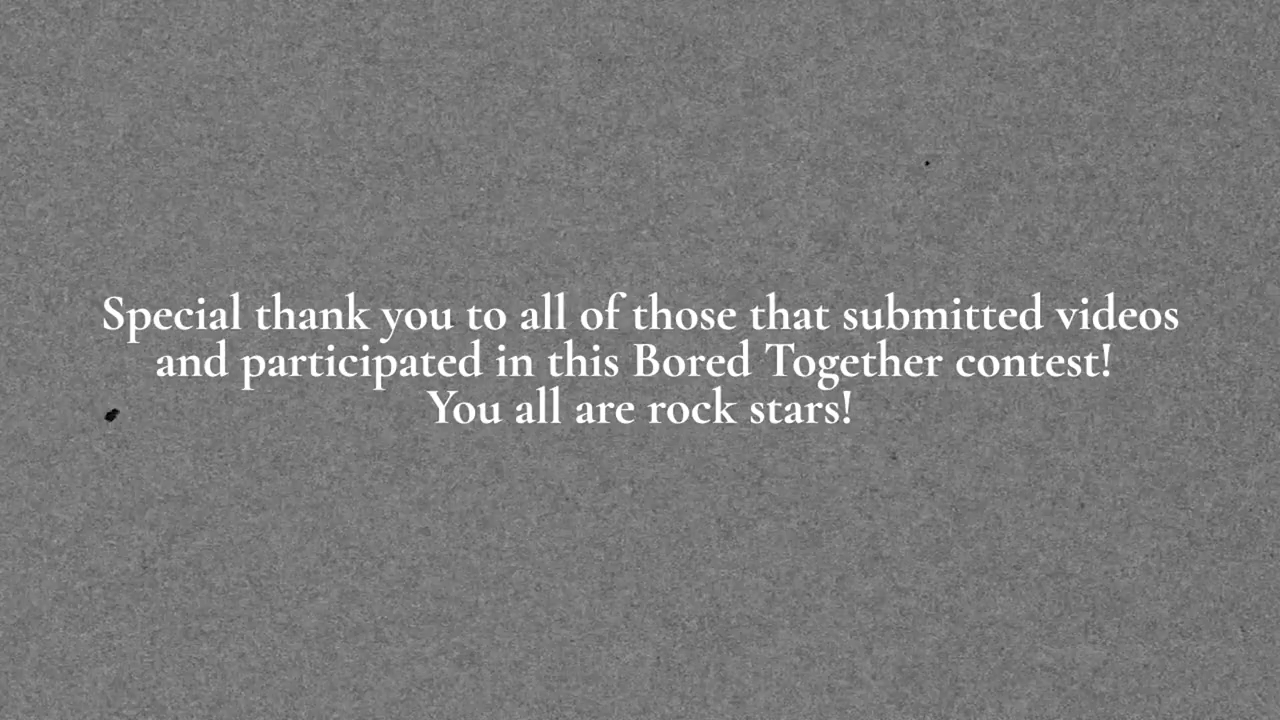 Special thank you to all of those that submitted videos
and participated in this Bored Together contest!
You all are rock stars!